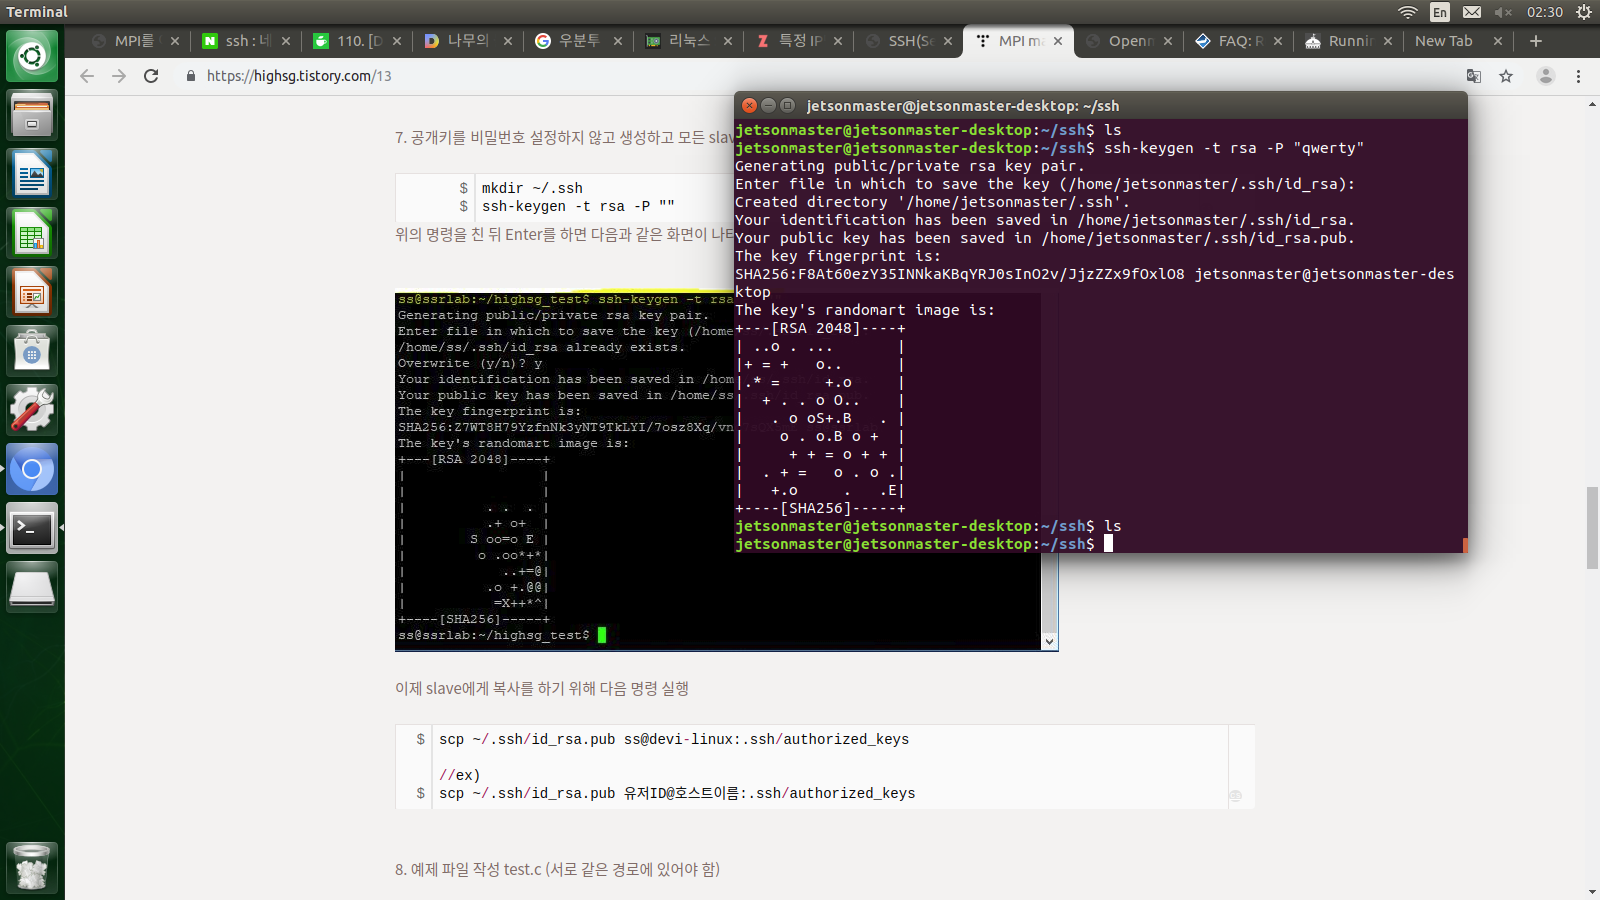 Terminal
En
02:30
MPI를
ssh : 네
110. [D
나무의
우분투
리눅스
특정 IP
SSH(Se
MPI ma
Openm
FAQ: R
Runnin
New Tab
https://highsg.tistory.com/13
7. 공개키를 비밀번호 설정하지 않고 생성하고 모든 slav
$ mkdir ~/.ssh
$ ssh-keygen -t rsa -P ""
위의 명령을 친 뒤 Enter를 하면 다음과 같은 화면이 나타
ss@ssrlab:~/highsg_test$ ssh-keygen -t rsa
Generating public/private rsa key pair.
Enter file in which to save the key (/home
/home/ss/.ssh/id_rsa already exists.
Overwrite (y/n)? y
Your identification has been saved in /hom
Your public key has been saved in /home/ss
The key fingerprint is:
SHA256:Z7WT8H79YzfnNk3yNT9TkLYI/7osz8Xq/vn
The key's randomart image is:
+---[RSA 2048]----+
|                 |
|                 |
|          . .  . |
|          .+ o+  |
|        S oo=o E |
|         o .oo*+*|
|            ..+=@|
|          .o +.@@|
|           =X++*^|
+----[SHA256]-----+
ss@ssrlab:~/highsg_test$
jetsonmaster@jetsonmaster-desktop: ~/ssh
jetsonmaster@jetsonmaster-desktop:~/ssh$ ls
jetsonmaster@jetsonmaster-desktop:~/ssh$ ssh-keygen -t rsa -P "qwerty"
Generating public/private rsa key pair.
Enter file in which to save the key (/home/jetsonmaster/.ssh/id_rsa):
Created directory '/home/jetsonmaster/.ssh'.
Your identification has been saved in /home/jetsonmaster/.ssh/id_rsa.
Your public key has been saved in /home/jetsonmaster/.ssh/id_rsa.pub.
The key fingerprint is:
SHA256:F8At60ezY35INNkaKBqYRJ0sInO2v/JjzZZx9fOxlO8 jetsonmaster@jetsonmaster-des
ktop
The key's randomart image is:
+---[RSA 2048]----+
| ..o . ...       |
|+ = +   o..      |
|.* =     +.o     |
|  + . . o O..    |
|   . o oS+.B   . |
|    o . o.B o +  |
|     + + = o + + |
|  . + =   o . o .|
|   +.o     .   .E|
+----[SHA256]-----+
jetsonmaster@jetsonmaster-desktop:~/ssh$ ls
jetsonmaster@jetsonmaster-desktop:~/ssh$
이제 slave에게 복사를 하기 위해 다음 명령 실행
$ scp ~/.ssh/id_rsa.pub ss@devi-linux:.ssh/authorized_keys
//ex)
$ scp ~/.ssh/id_rsa.pub 유저ID@호스트이름:.ssh/authorized_keys
8. 예제 파일 작성 test.c (서로 같은 경로에 있어야 함)